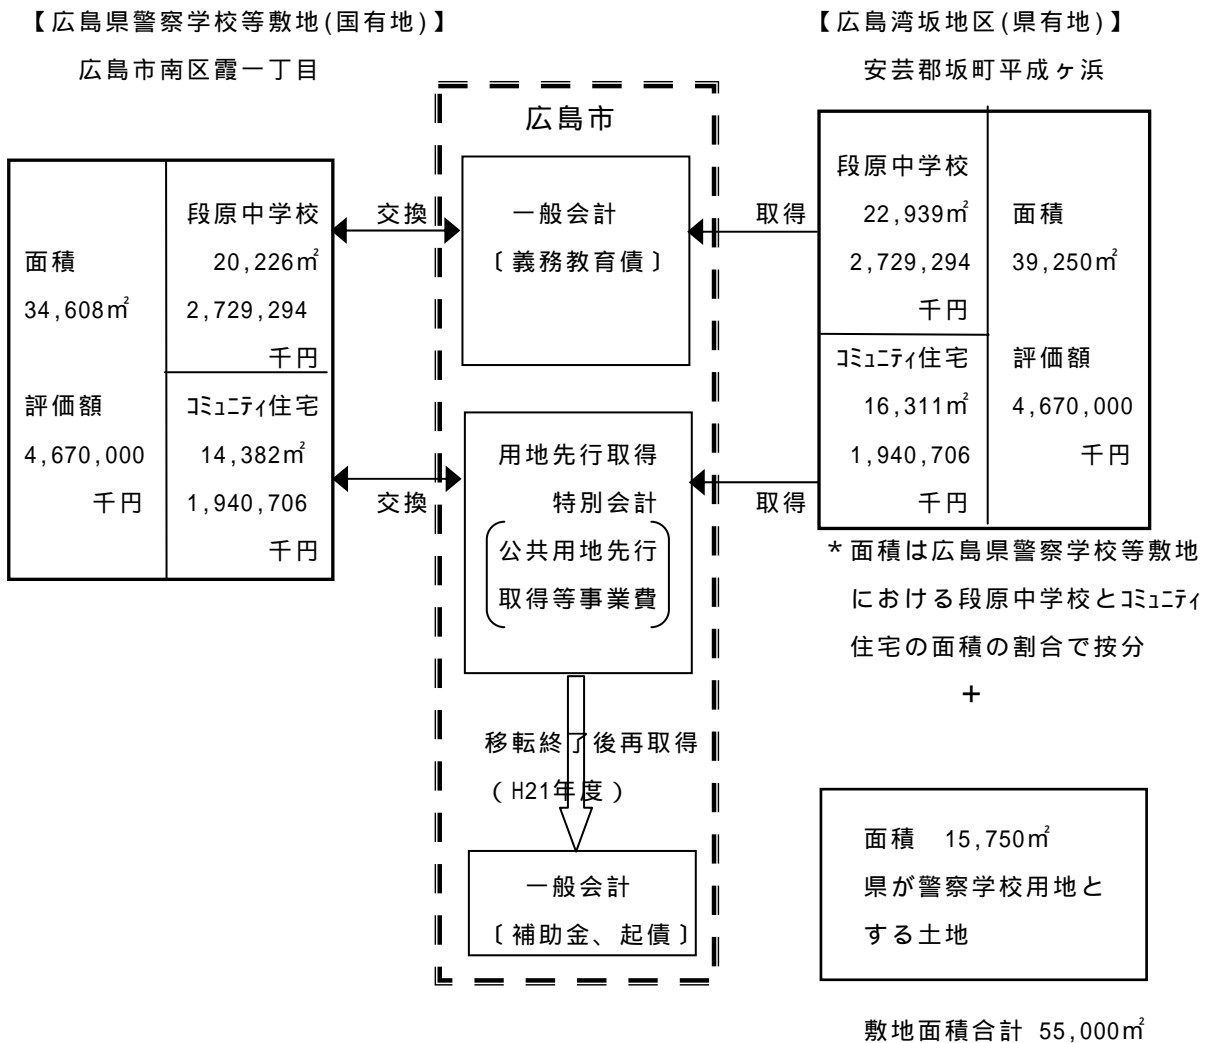 【広島県警察学校等敷地(国有地)】
広島市南区霞一丁目
面積
34,608㎡
評価額
4,670,000
千円
段原中学校
20,226㎡
2,729,294
千円
コミュニティ住宅
14,382㎡
1,940,706
千円
交換
交換
広島市
一般会計
〔義務教育債〕
用地先行取得
特別会計
公共用地先行
取得等事業費
移転終了後再取得
(H21年度)
一般会計
〔補助金、起債〕
取得
取得
【広島湾坂地区(県有地)】
安芸郡坂町平成ヶ浜
段原中学校
22,939㎡
2,729,294
千円
コミュニティ住宅
16,311㎡
1,940,706
千円
面積
39,250㎡
評価額
4,670,000
千円
*面積は広島県警察学校等敷地
における段原中学校とコミュニティ
住宅の面積の割合で按分
+
面積 15,750㎡
県が警察学校用地と
する土地
敷地面積合計 55,000㎡